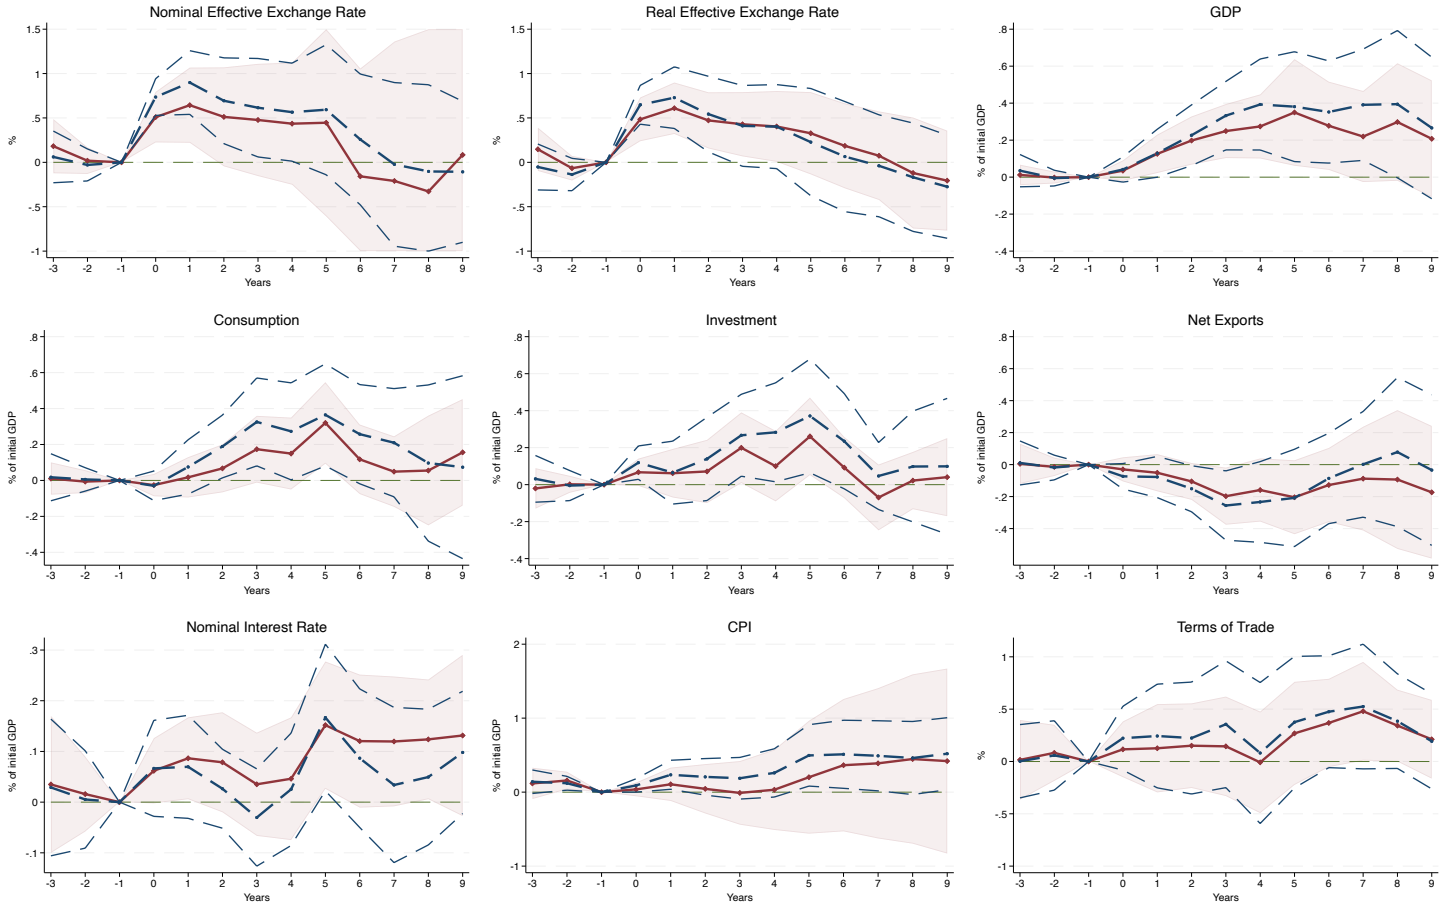 Nominal Effective Exchange Rate
1.5
1
.5
0
-.5
-1
%
-3 -2 -1 0 1 2 3 4 5 6 7 8 9
Years
Real Effective Exchange Rate
1.5
1
.5
0
-.5
-1
%
-3 -2 -1 0 1 2 3 4 5 6 7 8 9
Years
GDP
.8
.6
.4
.2
0
-.2
-.4
% of initial GDP
-3 -2 -1 0 1 2 3 4 5 6 7 8 9
Years
Consumption
.8
.6
.4
.2
0
-.2
-.4
% of initial GDP
-3 -2 -1 0 1 2 3 4 5 6 7 8 9
Years
Investment
.8
.6
.4
.2
0
-.2
-.4
% of initial GDP
-3 -2 -1 0 1 2 3 4 5 6 7 8 9
Years
Net Exports
.8
.6
.4
.2
0
-.2
-.4
% of initial GDP
-3 -2 -1 0 1 2 3 4 5 6 7 8 9
Years
Nominal Interest Rate
.3
.2
.1
0
-.1
% of initial GDP
-3 -2 -1 0 1 2 3 4 5 6 7 8 9
Years
CPI
2
1
0
-1
% of initial GDP
-3 -2 -1 0 1 2 3 4 5 6 7 8 9
Years
Terms of Trade
1
.5
0
-.5
-1
%
-3 -2 -1 0 1 2 3 4 5 6 7 8 9
Years